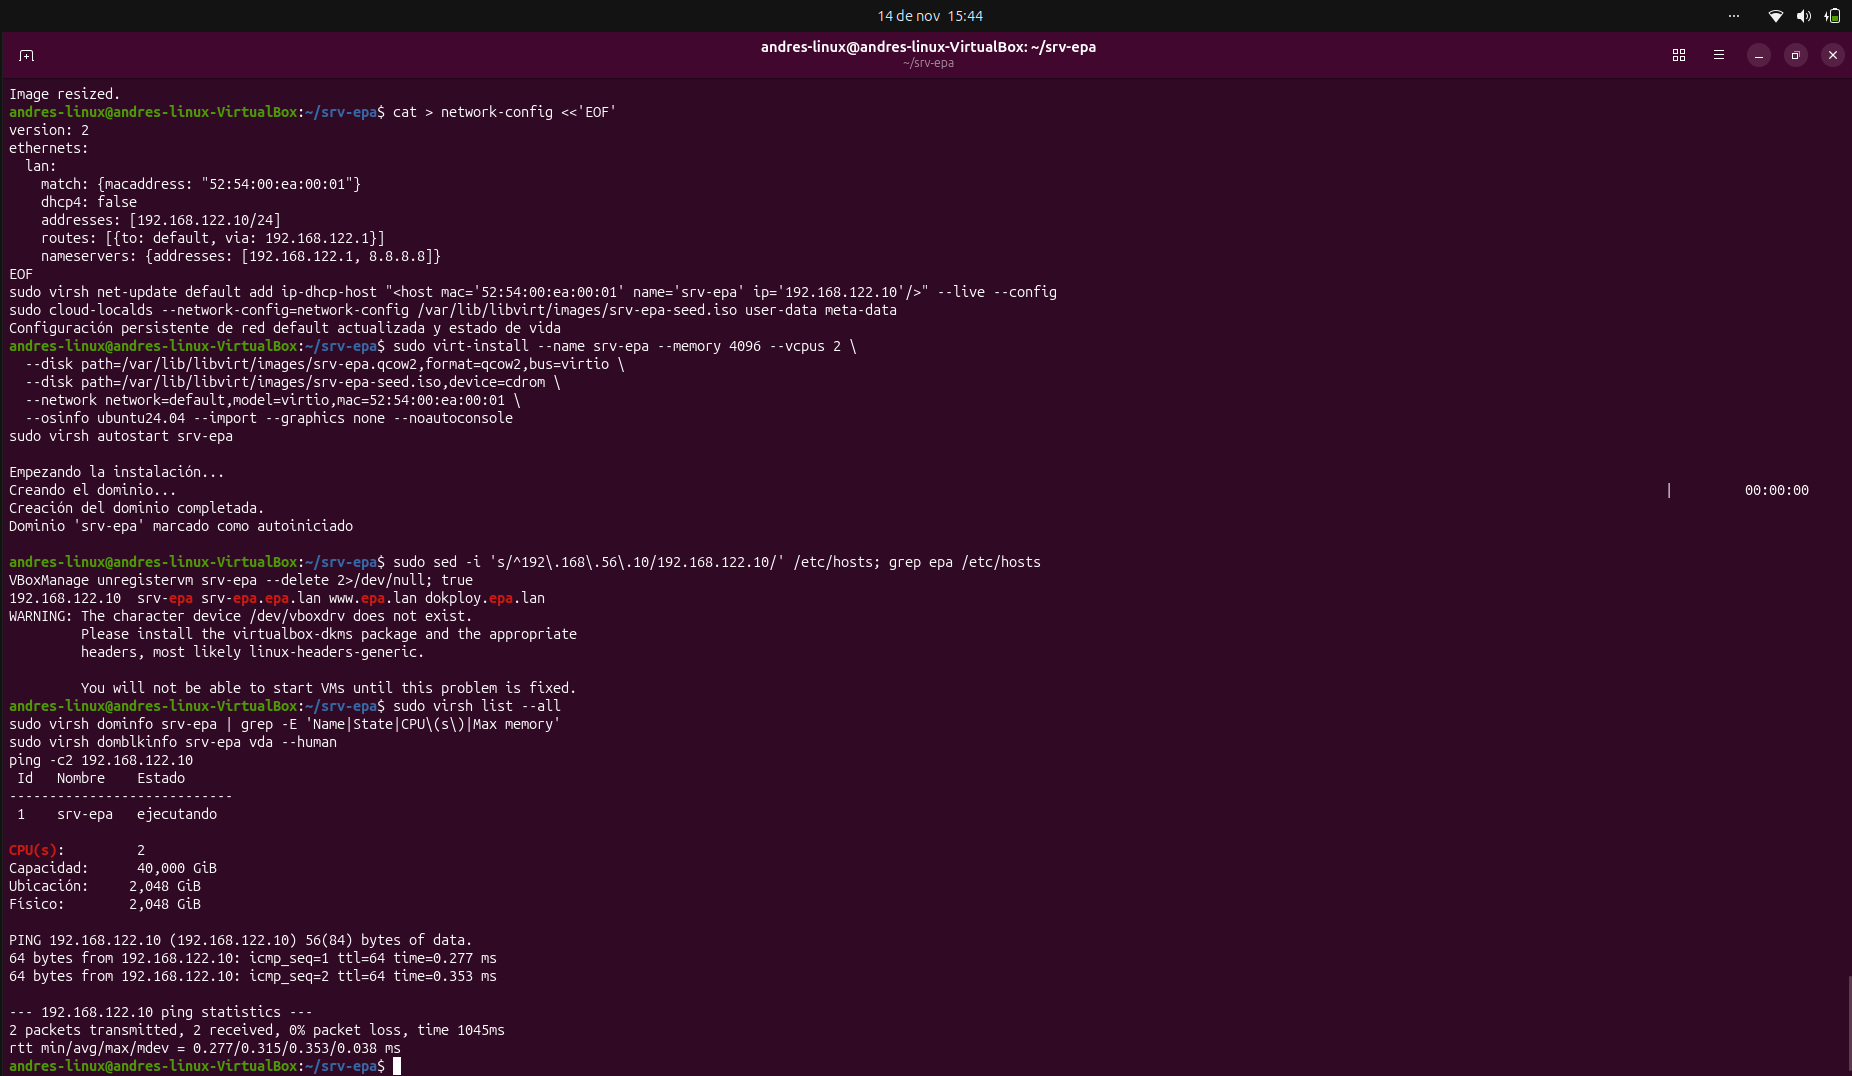 14 de nov  15:44
andres-linux@andres-linux-VirtualBox: ~/srv-epa
~/srv-epa
Image resized.
andres-linux@andres-linux-VirtualBox:~/srv-epa$ cat > network-config <<'EOF'
version: 2
ethernets:
  lan:
    match: {macaddress: "52:54:00:ea:00:01"}
    dhcp4: false
    addresses: [192.168.122.10/24]
    routes: [{to: default, via: 192.168.122.1}]
    nameservers: {addresses: [192.168.122.1, 8.8.8.8]}
EOF
sudo virsh net-update default add ip-dhcp-host "<host mac='52:54:00:ea:00:01' name='srv-epa' ip='192.168.122.10'/>" --live --config
sudo cloud-localds --network-config=network-config /var/lib/libvirt/images/srv-epa-seed.iso user-data meta-data
Configuración persistente de red default actualizada y estado de vida
andres-linux@andres-linux-VirtualBox:~/srv-epa$ sudo virt-install --name srv-epa --memory 4096 --vcpus 2 \
  --disk path=/var/lib/libvirt/images/srv-epa.qcow2,format=qcow2,bus=virtio \
  --disk path=/var/lib/libvirt/images/srv-epa-seed.iso,device=cdrom \
  --network network=default,model=virtio,mac=52:54:00:ea:00:01 \
  --osinfo ubuntu24.04 --import --graphics none --noautoconsole
sudo virsh autostart srv-epa
Empezando la instalación...
Creando el dominio... | 00:00:00
Creación del dominio completada.
Dominio 'srv-epa' marcado como autoiniciado
andres-linux@andres-linux-VirtualBox:~/srv-epa$ sudo sed -i 's/^192\.168\.56\.10/192.168.122.10/' /etc/hosts; grep epa /etc/hosts
VBoxManage unregistervm srv-epa --delete 2>/dev/null; true
192.168.122.10  srv-epa srv-epa.epa.lan www.epa.lan dokploy.epa.lan
WARNING: The character device /dev/vboxdrv does not exist.
         Please install the virtualbox-dkms package and the appropriate
         headers, most likely linux-headers-generic.
         You will not be able to start VMs until this problem is fixed.
andres-linux@andres-linux-VirtualBox:~/srv-epa$ sudo virsh list --all
sudo virsh dominfo srv-epa | grep -E 'Name|State|CPU\(s\)|Max memory'
sudo virsh domblkinfo srv-epa vda --human
ping -c2 192.168.122.10
 Id   Nombre    Estado
----------------------------
 1    srv-epa   ejecutando
CPU(s):         2
Capacidad:      40,000 GiB
Ubicación:     2,048 GiB
Físico:        2,048 GiB
PING 192.168.122.10 (192.168.122.10) 56(84) bytes of data.
64 bytes from 192.168.122.10: icmp_seq=1 ttl=64 time=0.277 ms
64 bytes from 192.168.122.10: icmp_seq=2 ttl=64 time=0.353 ms
--- 192.168.122.10 ping statistics ---
2 packets transmitted, 2 received, 0% packet loss, time 1045ms
rtt min/avg/max/mdev = 0.277/0.315/0.353/0.038 ms
andres-linux@andres-linux-VirtualBox:~/srv-epa$